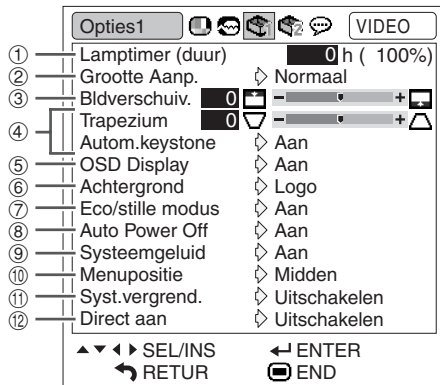 Opties1 VIDEO
① Lamptimer (duur) 0 h ( 100%)
② Grootte Aanp. Normaal
③ Bldverschuiv. 0 − +
④ Trapezium 0 − +
Autom.keystone Aan
⑤ OSD Display Aan
⑥ Achtergrond Logo
⑦ Eco/stille modus Aan
⑧ Auto Power Off Aan
⑨ Systeemgeluid Aan
⑩ Menupositie Midden
⑪ Syst.vergrend. Uitschakelen
⑫ Direct aan Uitschakelen
SEL/INS ENTER
RETUR END